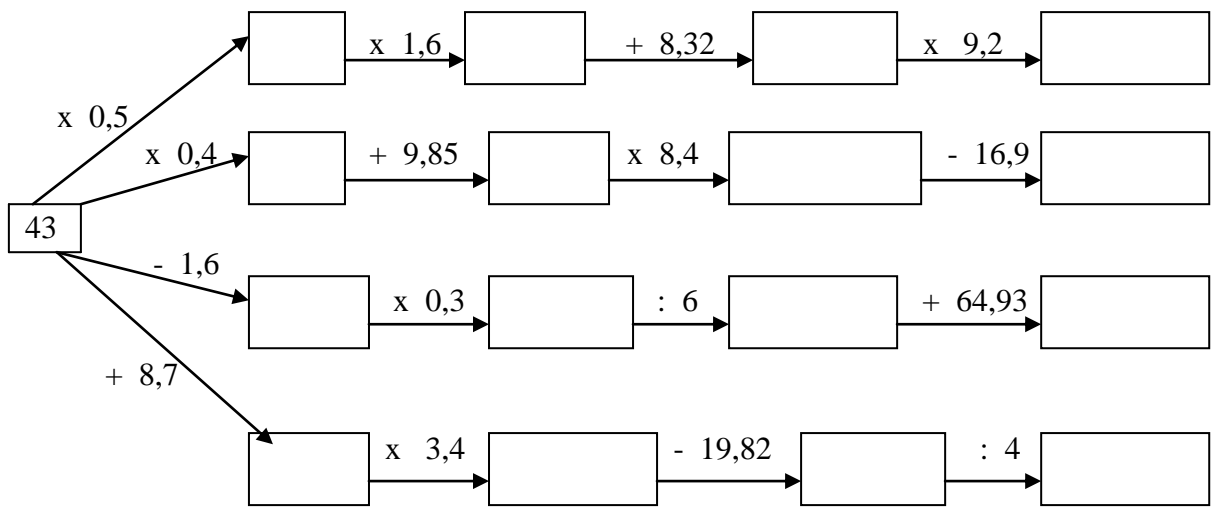 x 1,6 + 8,32 x 9,2
x 0,5
x 0,4 + 9,85 x 8,4 - 16,9
43
- 1,6
x 0,3 : 6 + 64,93
+ 8,7
x 3,4 - 19,82 : 4